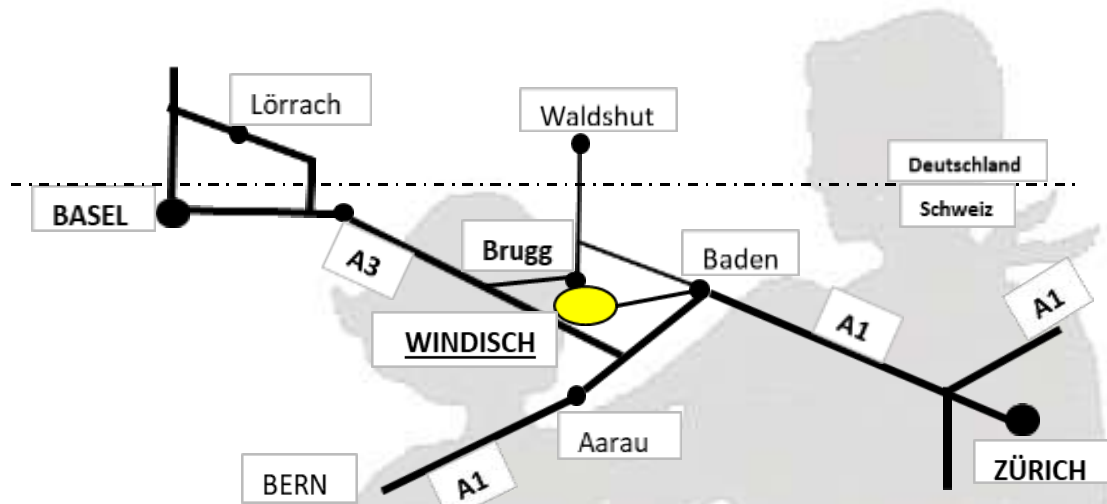 Lörrach
Waldshut
Deutschland
BASEL
Schweiz
Brugg
A3
Baden
A1
A1
WINDISCH
Aarau
ZÜRICH
BERN
A1